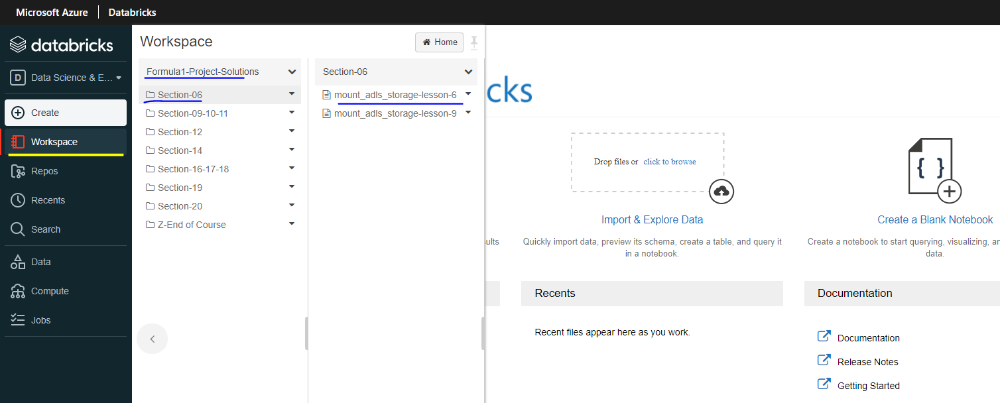 Microsoft Azure | Databricks
databricks
D Data Science & E...
Create
Workspace
Repos
Recents
Search
Data
Compute
Jobs
Workspace
Home
Formula1-Project-Solutions
Section-06
Section-09-10-11
Section-12
Section-14
Section-16-17-18
Section-19
Section-20
Z-End of Course
Section-06
mount_adls_storage-lesson-6
mount_adls_storage-lesson-9
cks
Drop files or click to browse
Import & Explore Data
Quickly import data, preview its schema, create a table, and query it
in a notebook.
{ }
Create a Blank Notebook
Create a notebook to start querying, visualizing, an
data.
ults
Recents
Recent files appear here as you work.
Documentation
Documentation
Release Notes
Getting Started